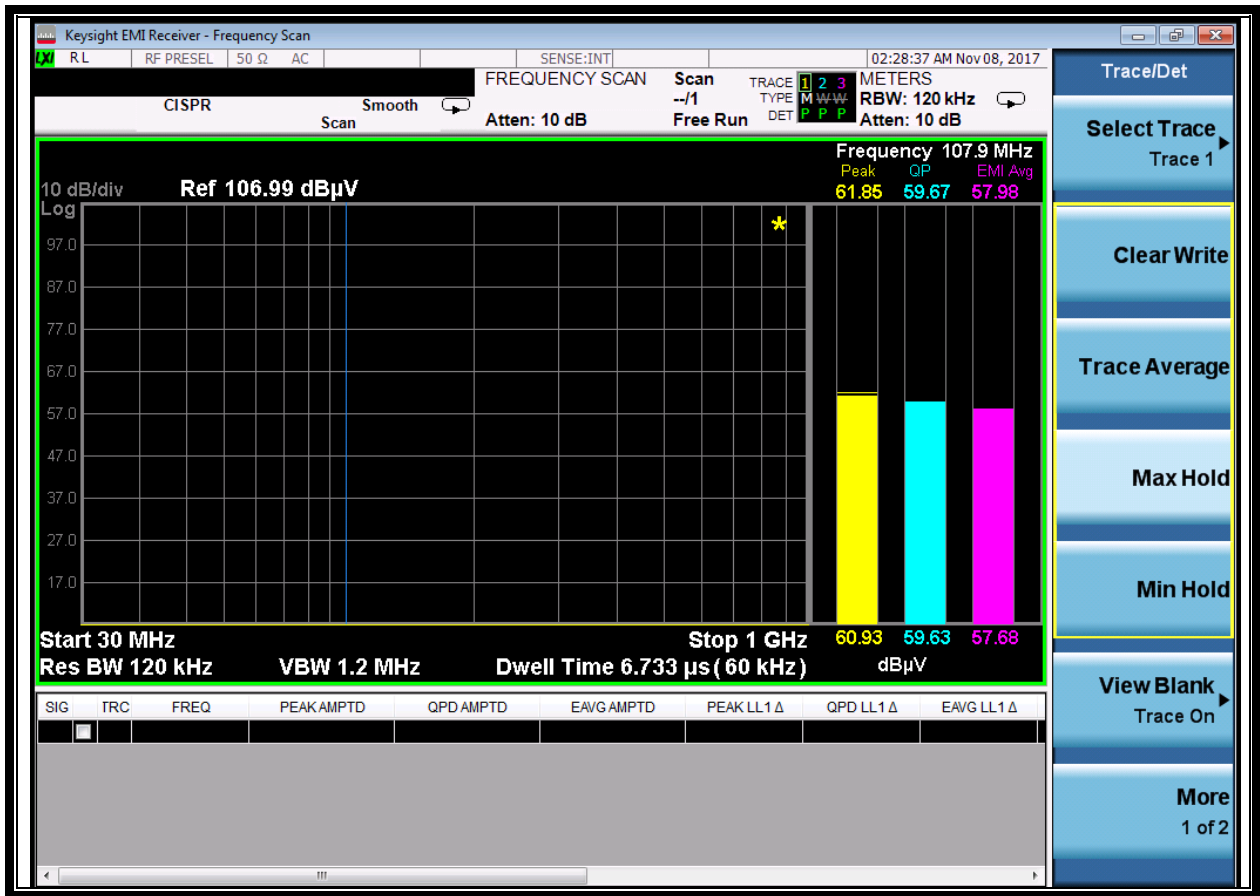 Keysight EMI Receiver - Frequency Scan
LXI RL RF PRESEL 50 Ω AC SENSE:INT 02:28:37 AM Nov 08, 2017
FREQUENCY SCAN Scan TRACE 1 2 3 METERS
CISPR Smooth --/1 TYPE M W W RBW: 120 kHz
Scan Atten: 10 dB Free Run DET P P P Atten: 10 dB
Frequency 107.9 MHz
Peak QP EMI Avg
10 dB/div Ref 106.99 dBµV 61.85 59.67 57.98
Log
*
97.0
87.0
77.0
67.0
57.0
47.0
37.0
27.0
17.0
Start 30 MHz Stop 1 GHz 60.93 59.63 57.68
Res BW 120 kHz VBW 1.2 MHz Dwell Time 6.733 µs ( 60 kHz ) dBµV
SIG TRC FREQ PEAK AMPTD QPD AMPTD EAVG AMPTD PEAK LL1 Δ QPD LL1 Δ EAVG LL1 Δ
Trace/Det
Select Trace
Trace 1
Clear Write
Trace Average
Max Hold
Min Hold
View Blank
Trace On
More
1 of 2